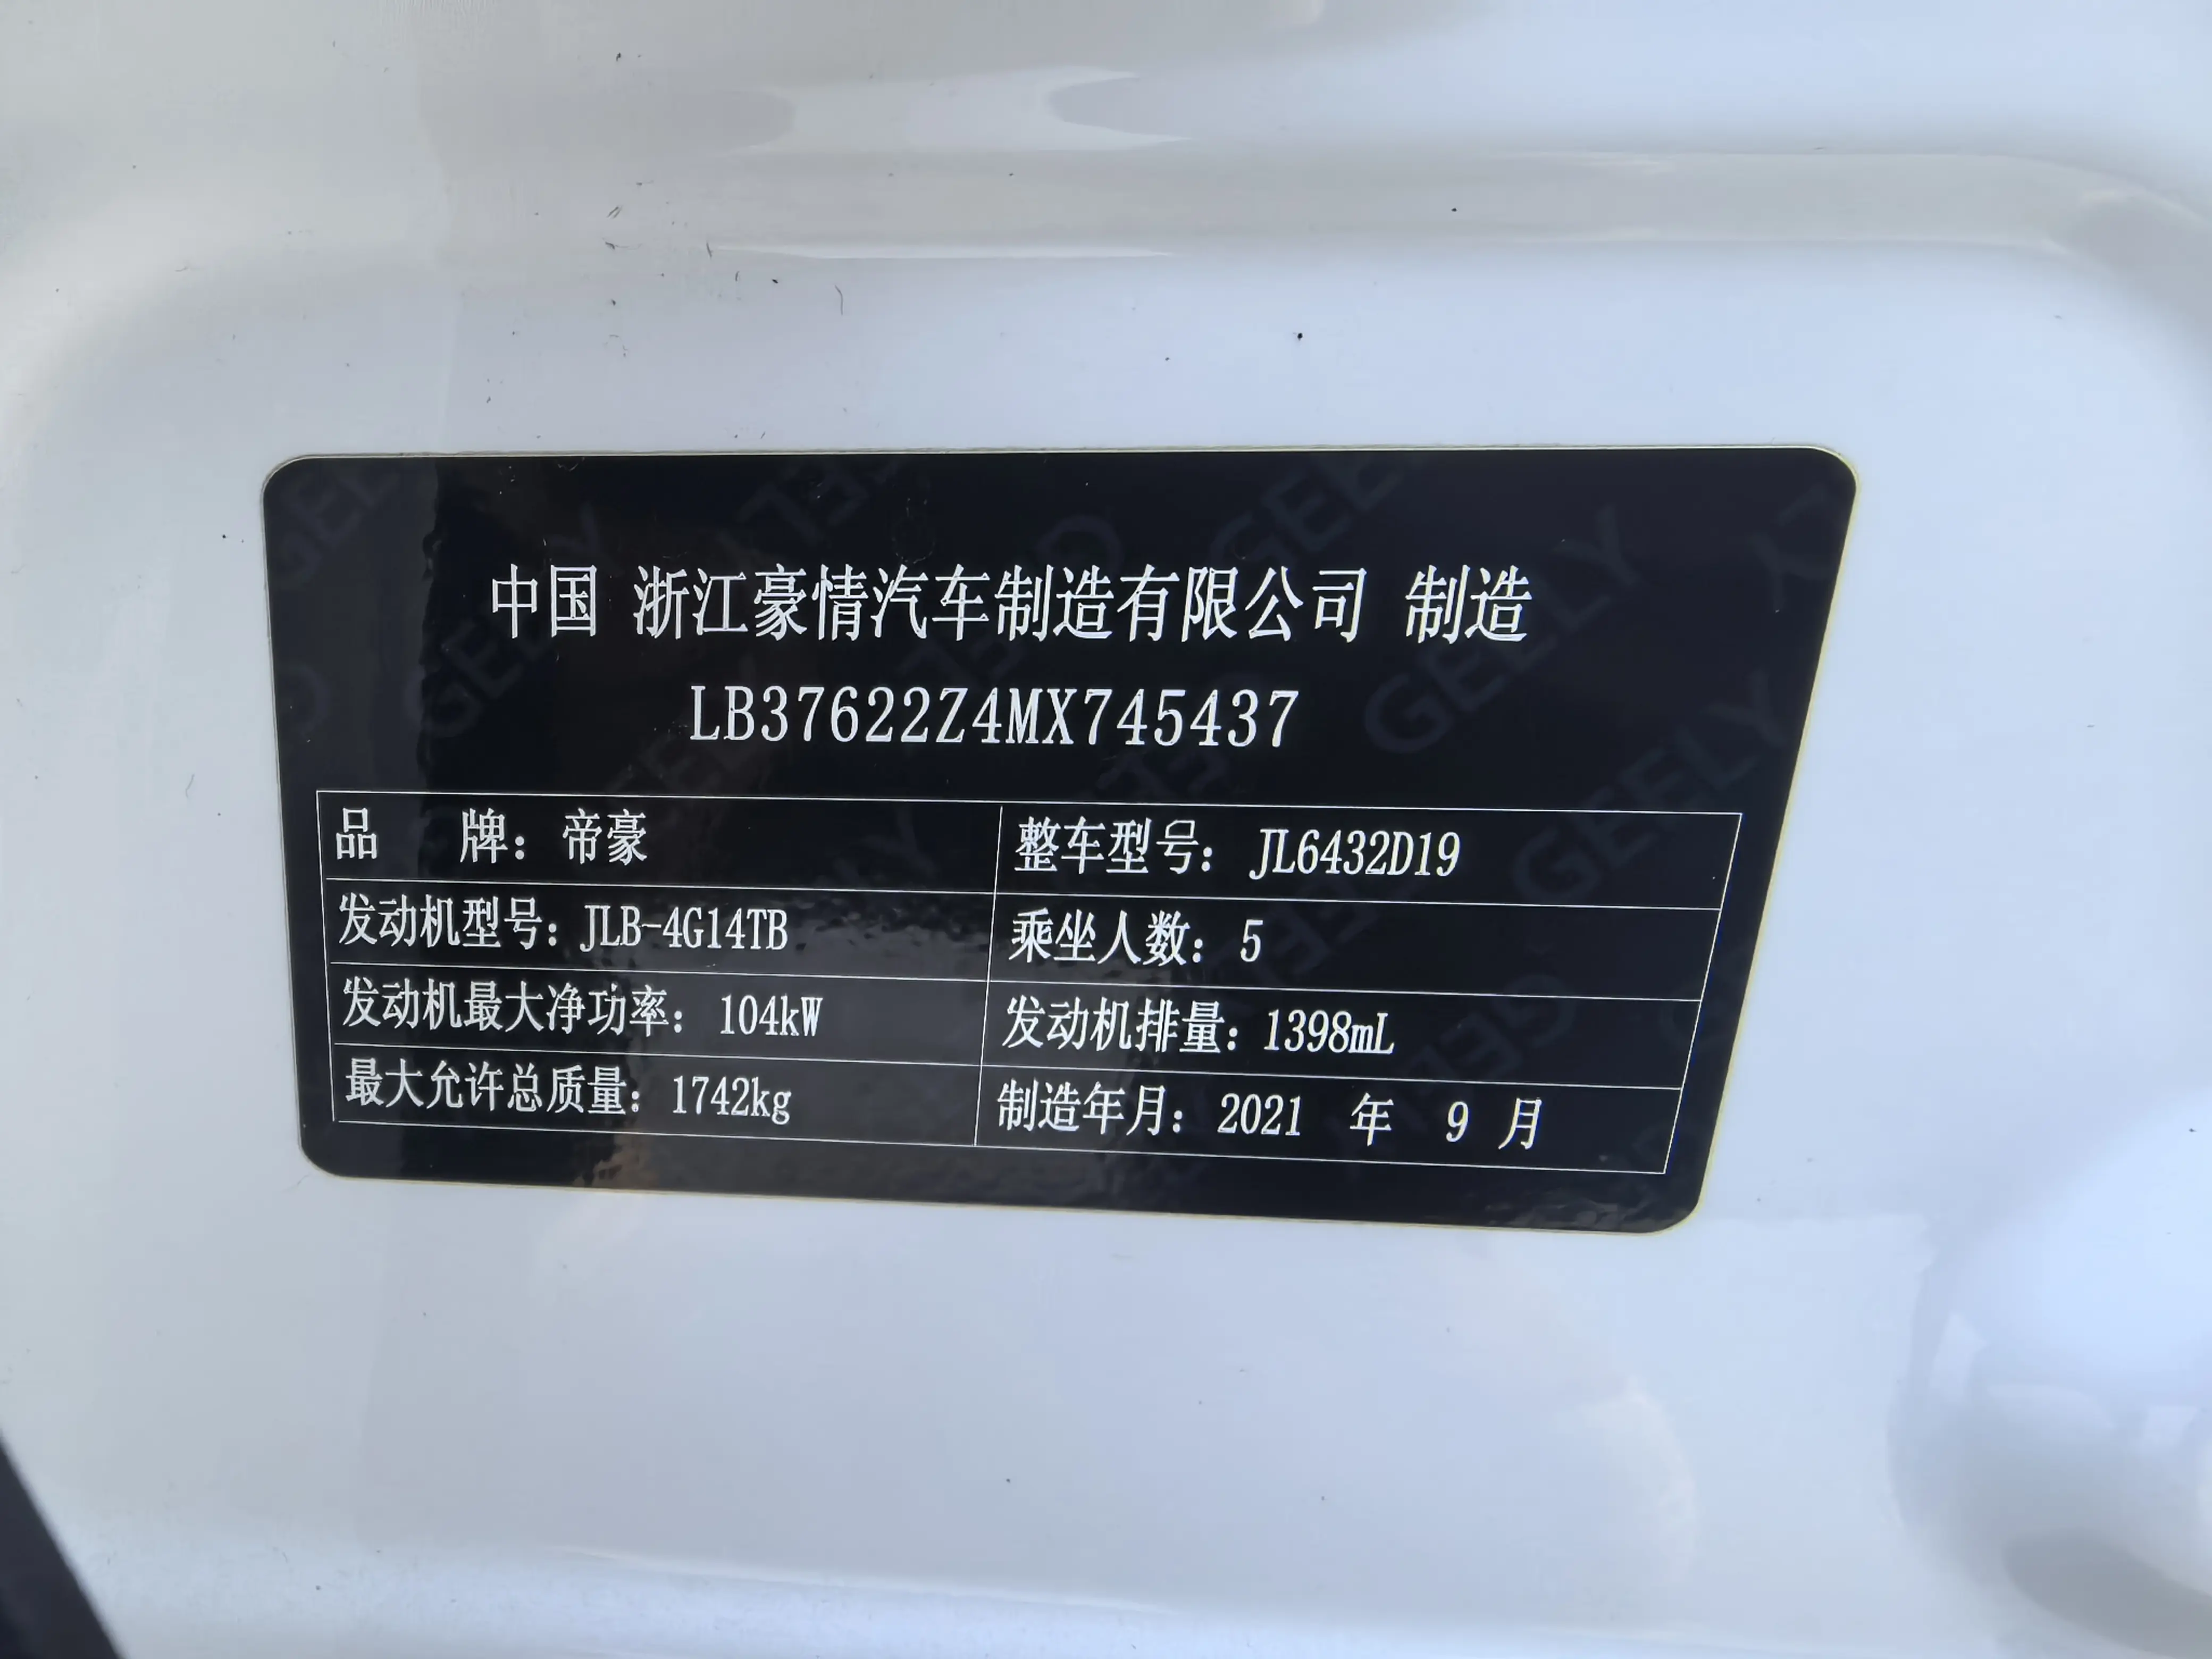 中国 浙江豪情汽车制造有限公司 制造
LB37622Z4MX745437
品 牌：帝豪 整车型号：JL6432D19
发动机型号：JLB-4G14TB 乘坐人数：5
发动机最大净功率：104kW 发动机排量：1398mL
最大允许总质量：1742kg 制造年月：2021 年 9 月